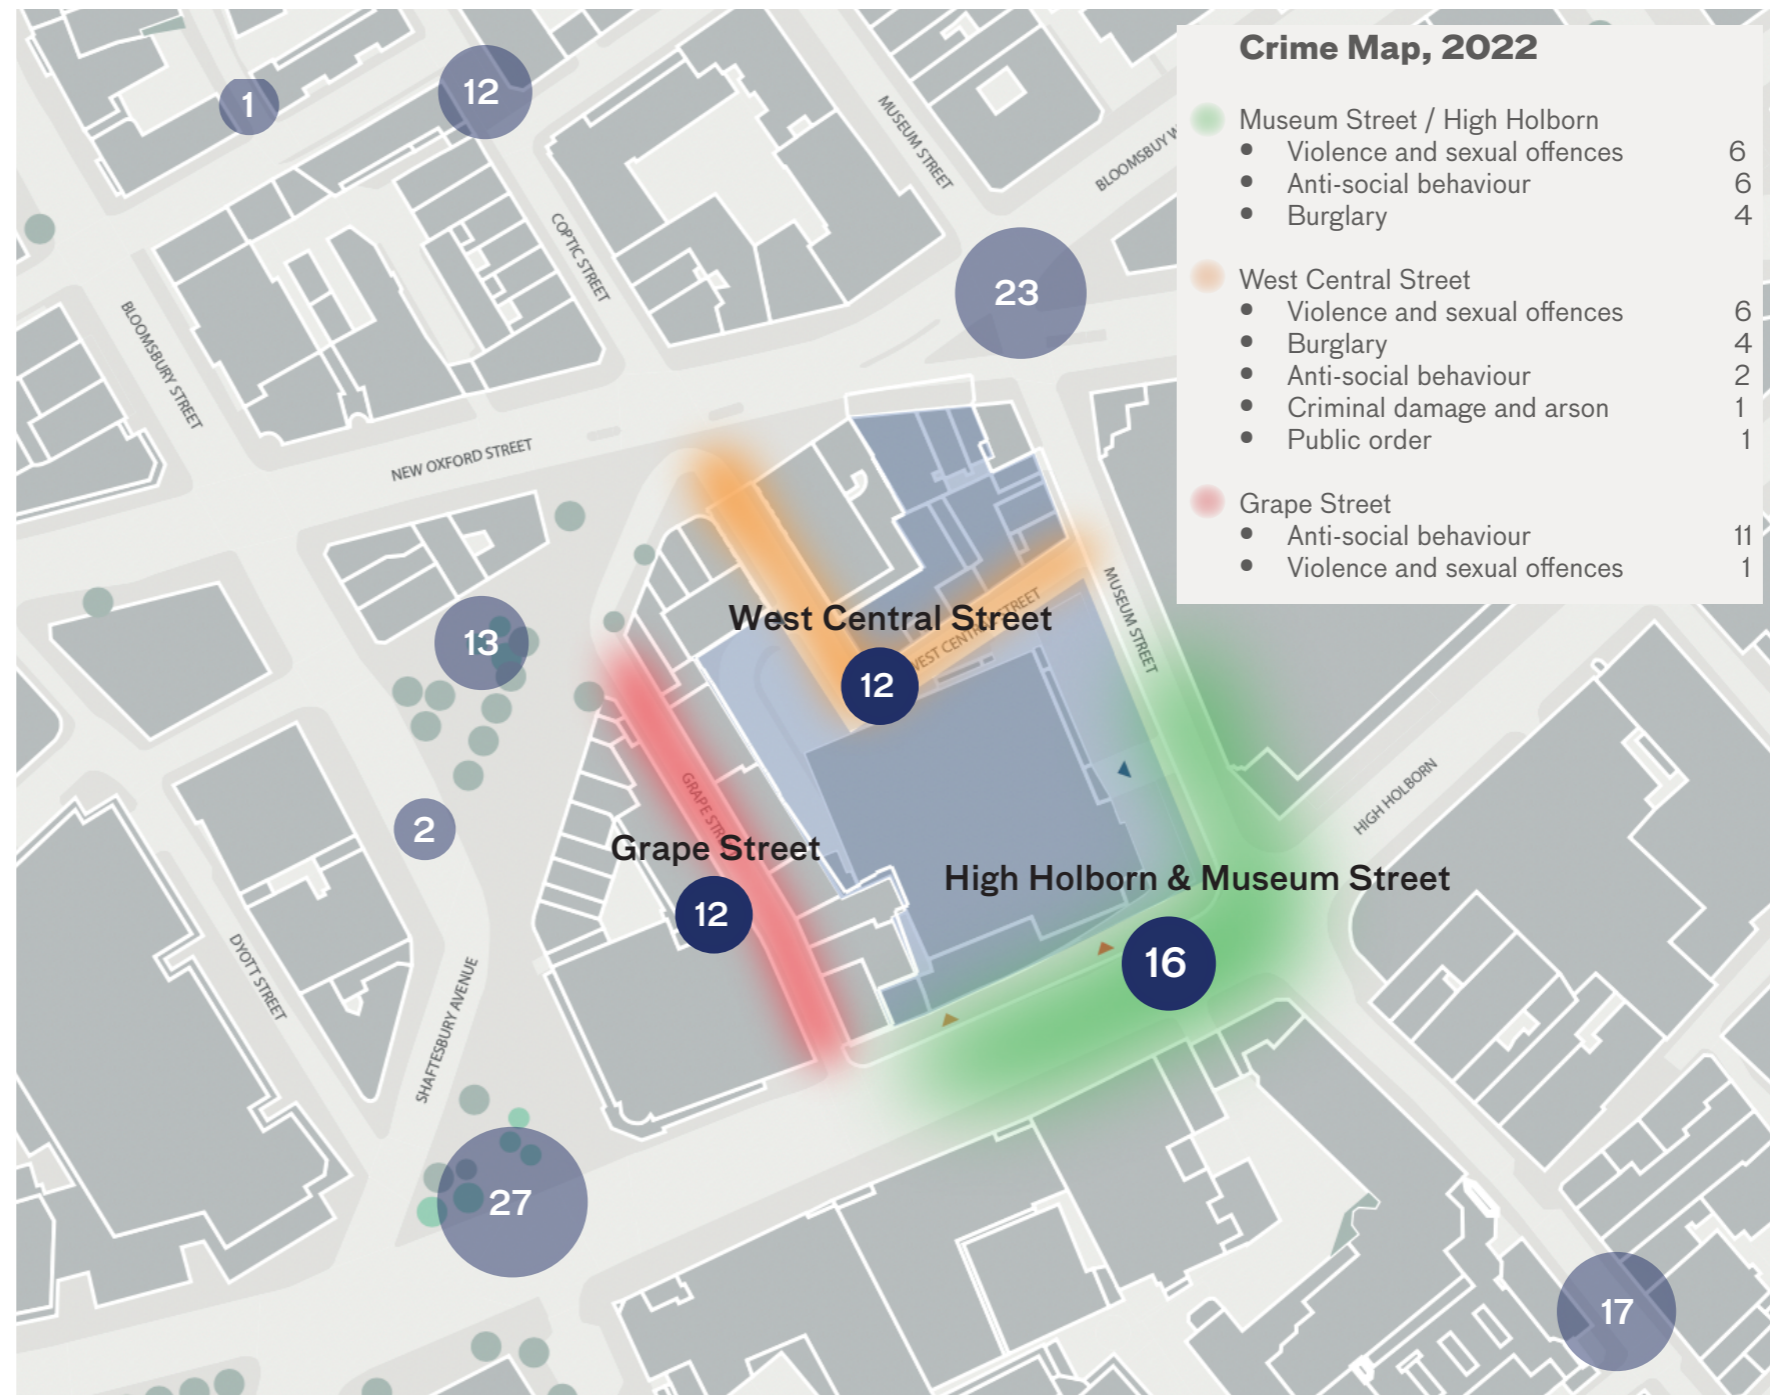 Crime Map, 2022
Museum Street / High Holborn
• Violence and sexual offences 6
• Anti-social behaviour 6
• Burglary 4
West Central Street
• Violence and sexual offences 6
• Burglary 4
• Anti-social behaviour 2
• Criminal damage and arson 1
• Public order 1
Grape Street
• Anti-social behaviour 11
• Violence and sexual offences 1
1
12
MUSEUM STREET
BLOOMSBUY W
COPTIC STREET
23
BLOOMSBURY STREET
NEW OXFORD STREET
13
West Central Street
WEST CENTRAL STREET
12
MUSEUM STREET
2
GRAPE STR
Grape Street
12
HIGH HOLBORN
High Holborn & Museum Street
16
DYOTT STREET
SHAFTESBURY AVENUE
27
17